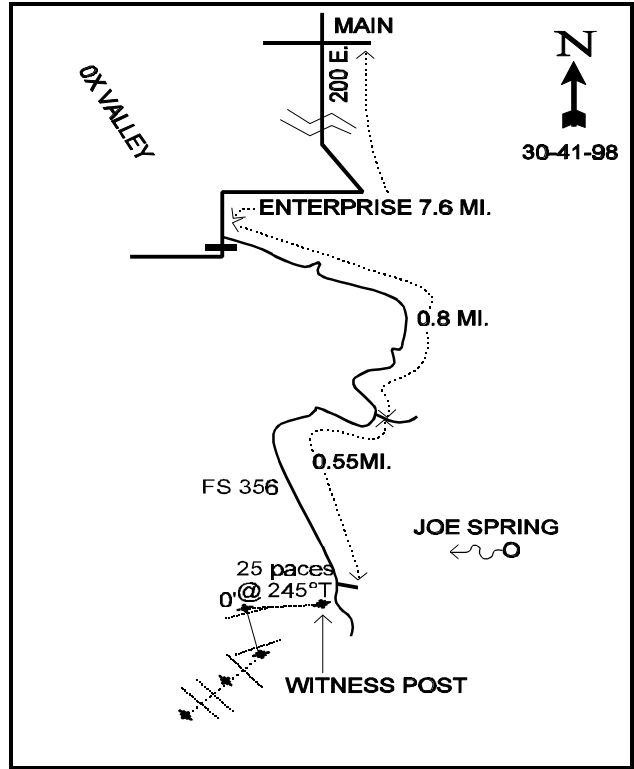 MAIN
N
200 E.
0X VALLEY
30-41-98
ENTERPRISE 7.6 MI.
0.8 MI.
0.55MI.
FS 356
JOE SPRING
25 paces
@ 245°T
0'
WITNESS POST